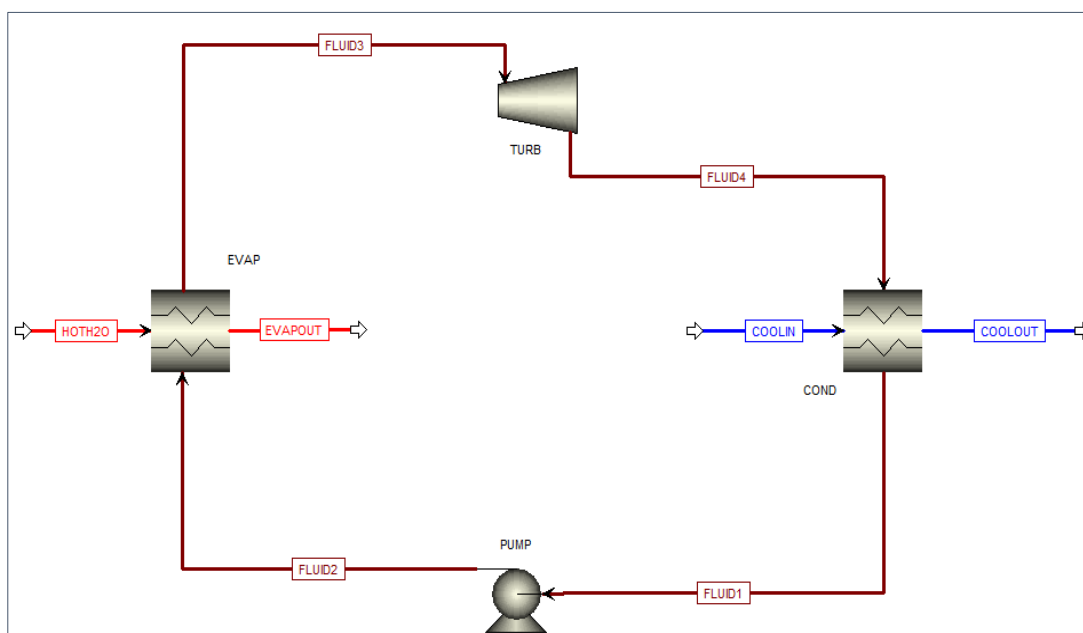 FLUID3
TURB
FLUID4
EVAP
HOTH2O
EVAPOUT
COOLIN
COOLOUT
COND
PUMP
FLUID2
FLUID1